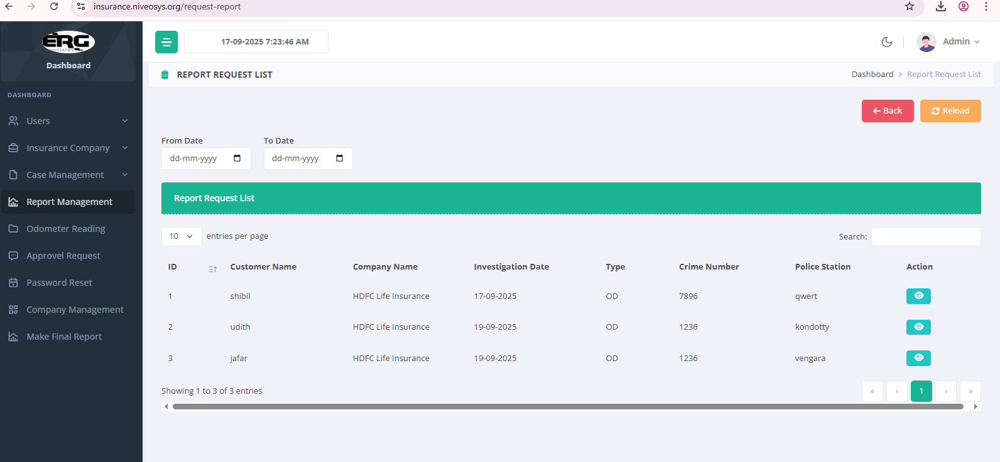 insurance.niveosys.org/request-report
ERG
SOCIATES
Dashboard
17-09-2025 7:23:46 AM
Admin
REPORT REQUEST LIST
Dashboard > Report Request List
DASHBOARD
Users
Insurance Company
Case Management
Report Management
Odometer Reading
Approvel Request
Password Reset
Company Management
Make Final Report
Back Reload
From Date To Date
dd-mm-yyyy dd-mm-yyyy
Report Request List
10 entries per page Search:
ID Customer Name Company Name Investigation Date Type Crime Number Police Station Action
1 shibil HDFC Life Insurance 17-09-2025 OD 7896 qwert
2 udith HDFC Life Insurance 19-09-2025 OD 1236 kondotty
3 jafar HDFC Life Insurance 19-09-2025 OD 1236 vengara
Showing 1 to 3 of 3 entries « ‹ 1 › »